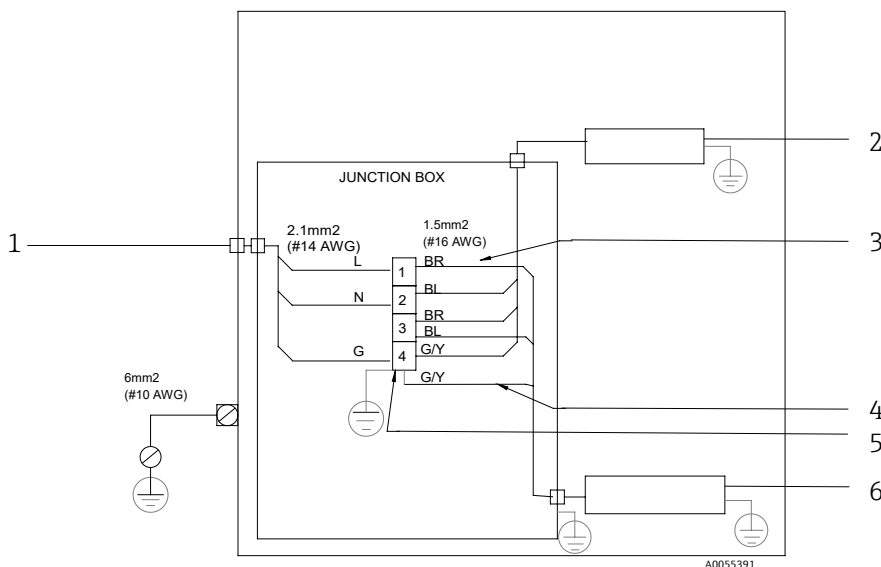 2
JUNCTION BOX
1
2.1mm2
(#14 AWG)
1.5mm2
(#16 AWG)
3
L
1
BR
N
2
BL
BR
3
BL
G
4
G/Y
G/Y
6mm2
(#10 AWG)
4
5
6
A0055391